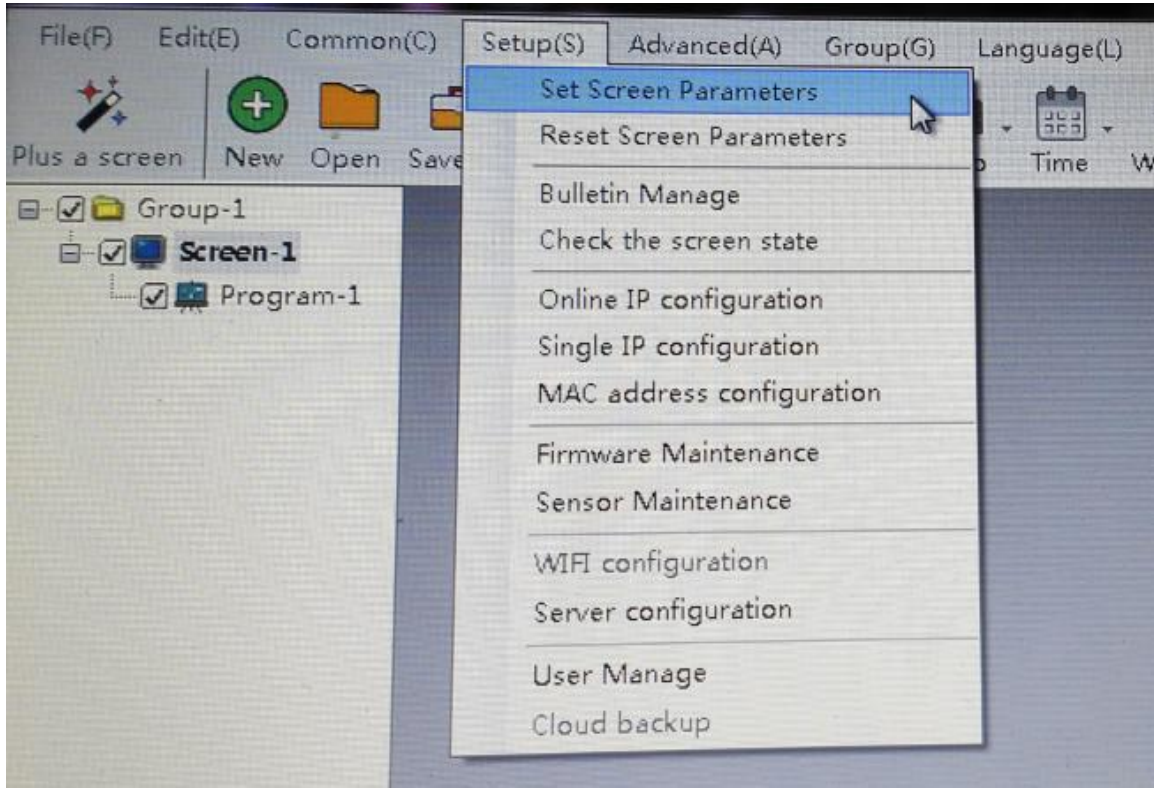 File(F) Edit(E) Common(C) Setup(S) Advanced(A) Group(G) Language(L)
Plus a screen New Open Save Time W
Group-1
Screen-1
Program-1
Set Screen Parameters
Reset Screen Parameters
Bulletin Manage
Check the screen state
Online IP configuration
Single IP configuration
MAC address configuration
Firmware Maintenance
Sensor Maintenance
WIFI configuration
Server configuration
User Manage
Cloud backup